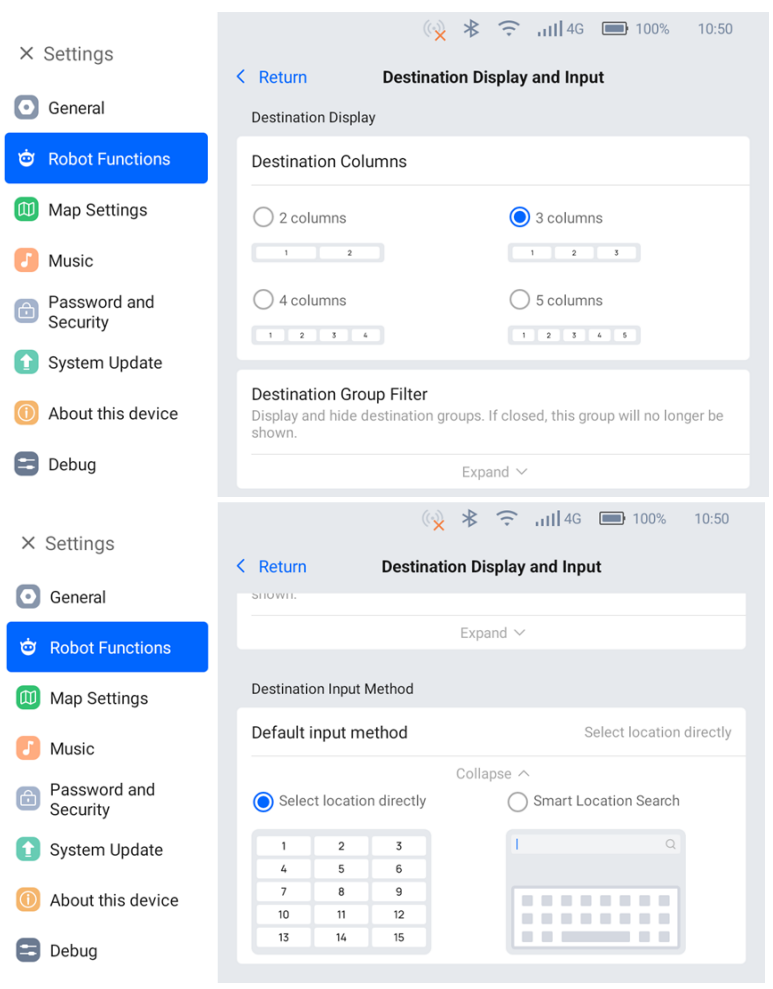 4G 100% 10:50
Settings
Return Destination Display and Input
General
Destination Display
Robot Functions
Destination Columns
Map Settings
2 columns 3 columns
1 2 1 2 3
Music
Password and
Security
4 columns 5 columns
1 2 3 4 1 2 3 4 5
System Update
About this device
Destination Group Filter
Display and hide destination groups. If closed, this group will no longer be
shown.
Debug
Expand
4G 100% 10:50
Settings
Return Destination Display and Input
General
shown.
Expand
Robot Functions
Map Settings
Destination Input Method
Music
Default input method Select location directly
Password and
Security
Collapse
Select location directly Smart Location Search
System Update
1 2 3
4 5 6
7 8 9
10 11 12
13 14 15
About this device
Debug